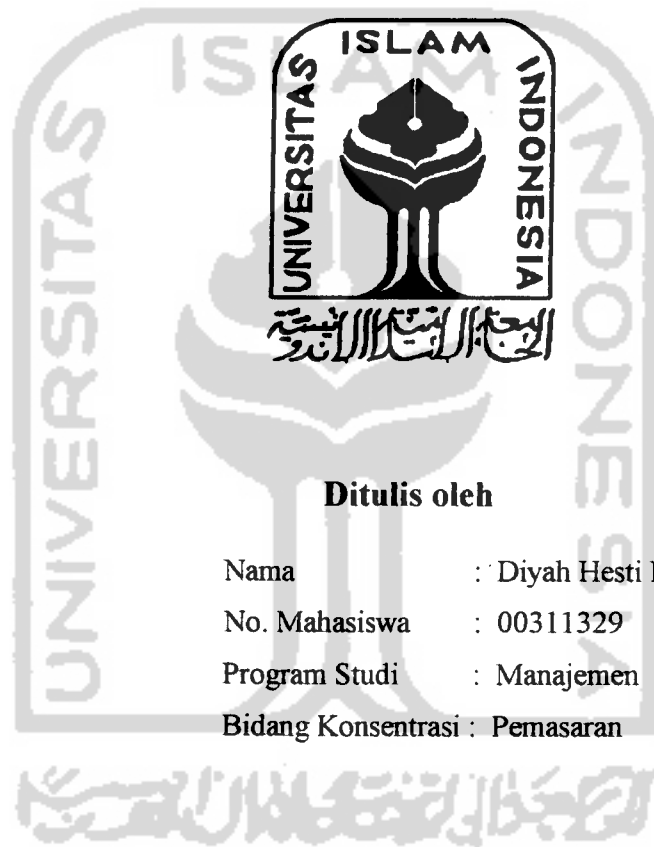 ISLAM
UNIVERSITAS
INDONESIA
Ditulis oleh
Nama : Diyah Hesti
No. Mahasiswa : 00311329
Program Studi : Manajemen
Bidang Konsentrasi : Pemasaran